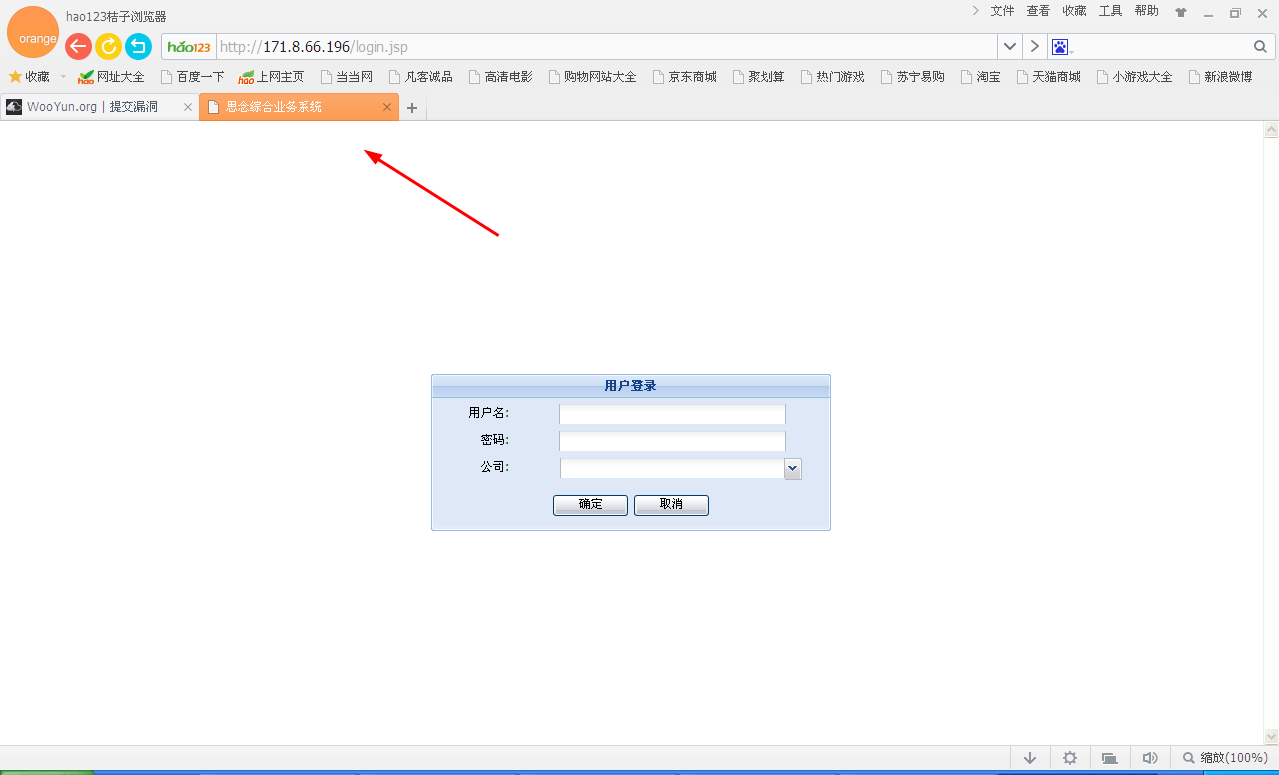 hao123桔子浏览器 文件 查看 收藏 工具 帮助
orange
hao123 http://171.8.66.196/login.jsp
收藏 网址大全 百度一下 hao 上网主页 当当网 凡客诚品 高清电影 购物网站大全 京东商城 聚划算 热门游戏 苏宁易购 淘宝 天猫商城 小游戏大全 新浪微博
WooYun.org | 提交漏洞 思念综合业务系统
用户登录
用户名:
密码:
公司:
确定 取消
缩放(100%)